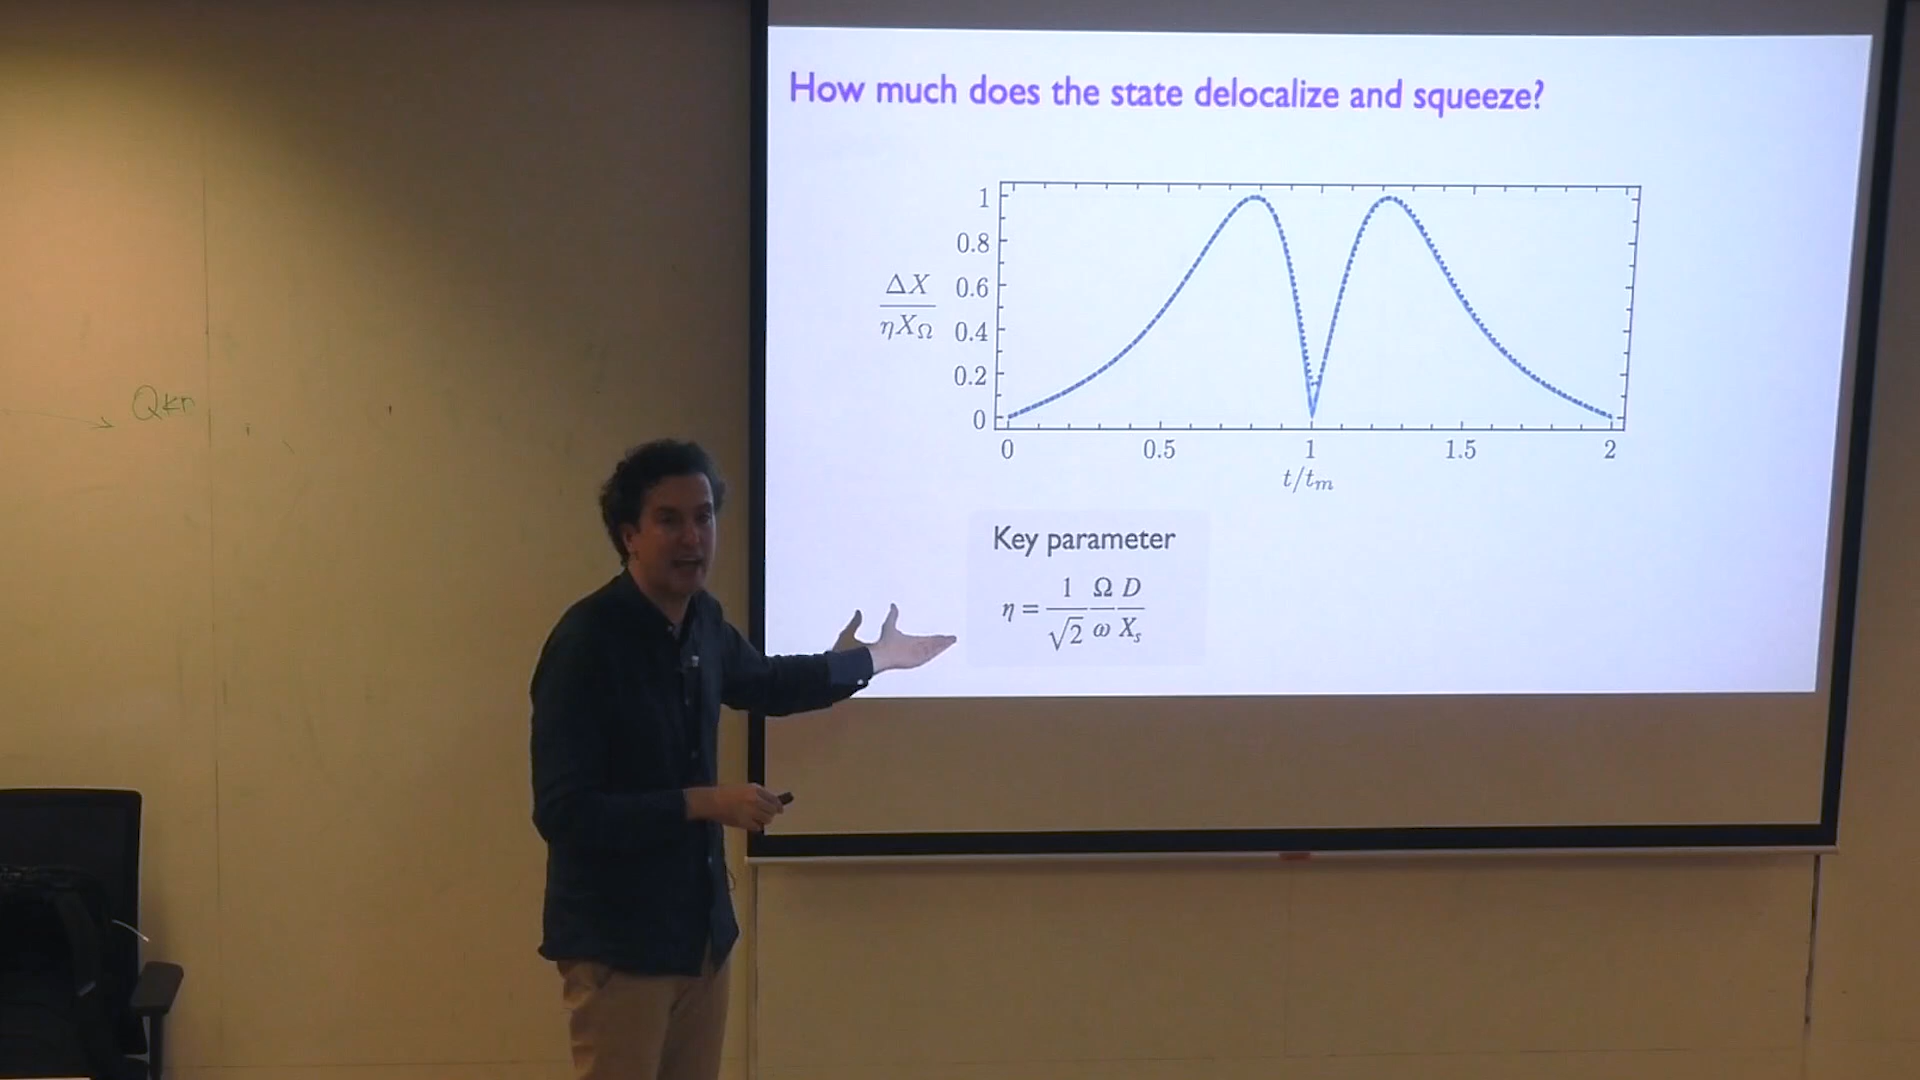 How much does the state delocalize and squeeze?
ΔX / ηX_Ω
1
0.8
0.6
0.4
0.2
0
0 0.5 1 1.5 2
t/t_m
Key parameter
η = 1/√2 Ω/ω D/X_s